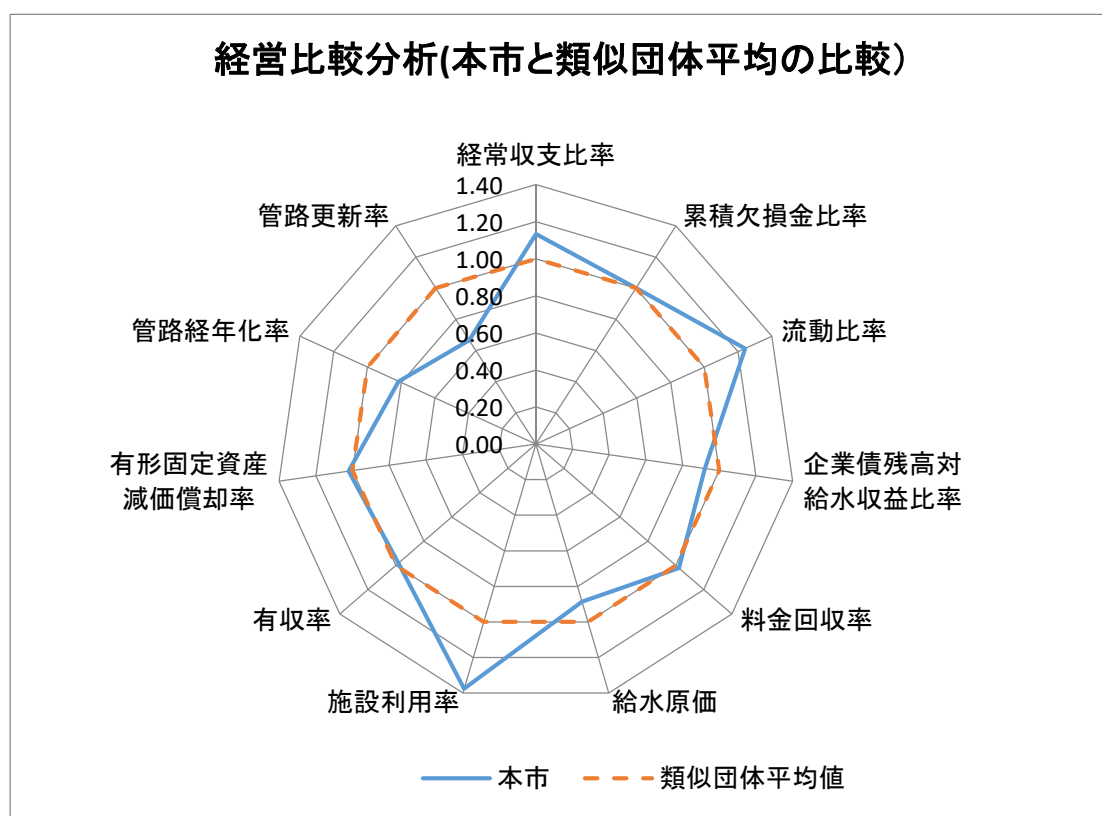 経営比較分析(本市と類似団体平均の比較）
経常収支比率
累積欠損金比率
流動比率
企業債残高対
給水収益比率
料金回収率
給水原価
施設利用率
有収率
有形固定資産
減価償却率
管路経年化率
管路更新率
1.40
1.20
1.00
0.80
0.60
0.40
0.20
0.00
本市
類似団体平均値